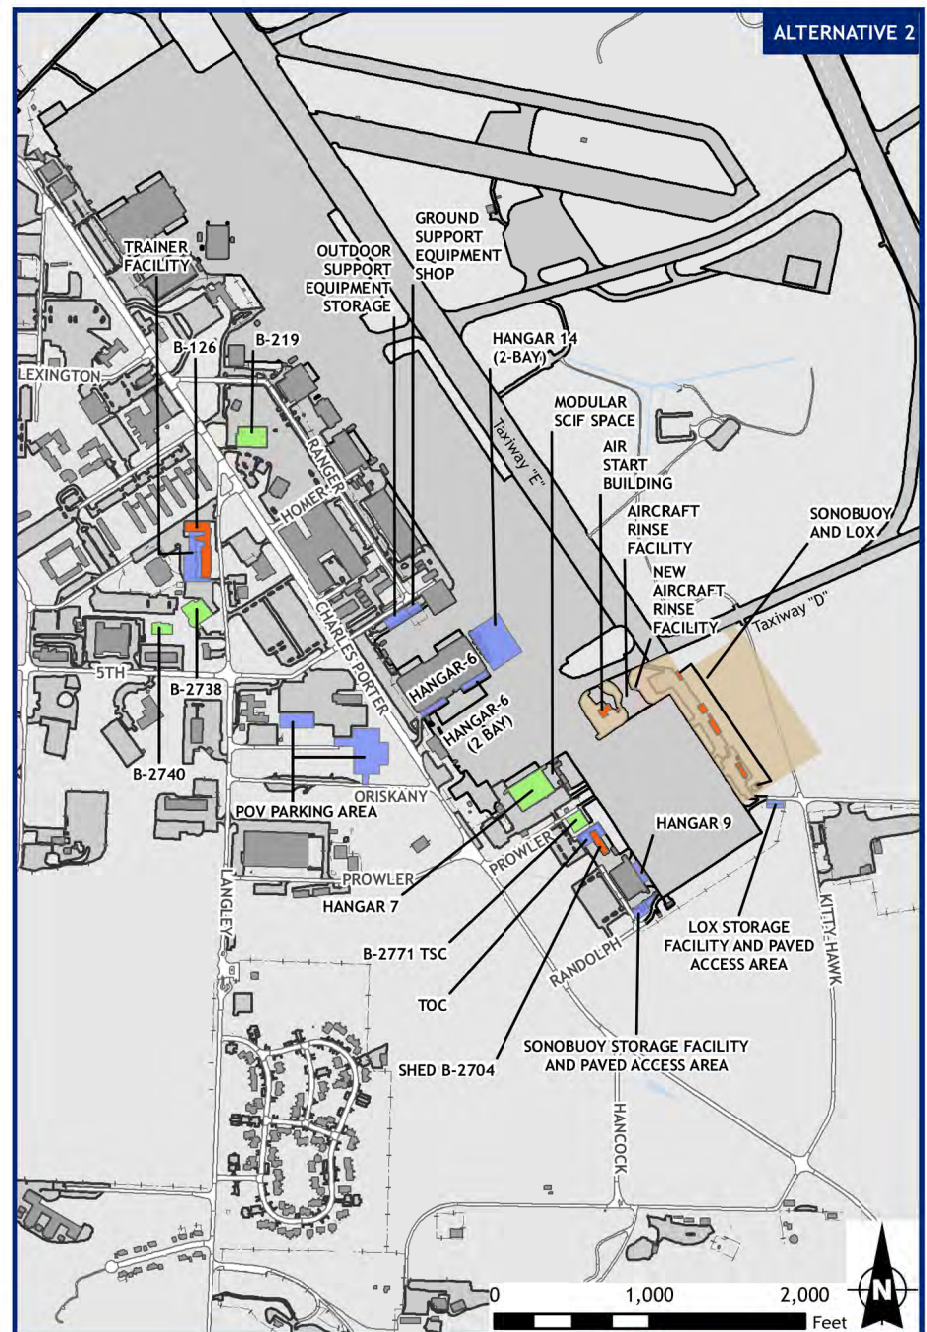 ALTERNATIVE 2
GROUND
SUPPORT
EQUIPMENT
SHOP
TRAINER
FACILITY
OUTDOOR
SUPPORT
EQUIPMENT
STORAGE
B-126
B-219
HANGAR 14
(2-BAY)
LEXINGTON
MODULAR
SCIF SPACE
Taxiway "E"
AIR
START
BUILDING
RANGER
HOMER
AIRCRAFT
RINSE
FACILITY
SONOBUOY
AND LOX
NEW
AIRCRAFT
RINSE
FACILITY
Taxiway "D"
CHARLES PORTER
5TH
HANGAR-6
B-2738
HANGAR-6
(2 BAY)
B-2740
ORISKANY
POV PARKING AREA
HANGAR 9
PROWLER
PROWLER
LANGLEY
HANGAR 7
KITTY-HAWK
B-2771 TSC
RANDOLPH
LOX STORAGE
FACILITY AND PAVED
ACCESS AREA
TOC
SONOBUOY STORAGE FACILITY
AND PAVED ACCESS AREA
SHED B-2704
HANCOCK
N
0 1,000 2,000
Feet